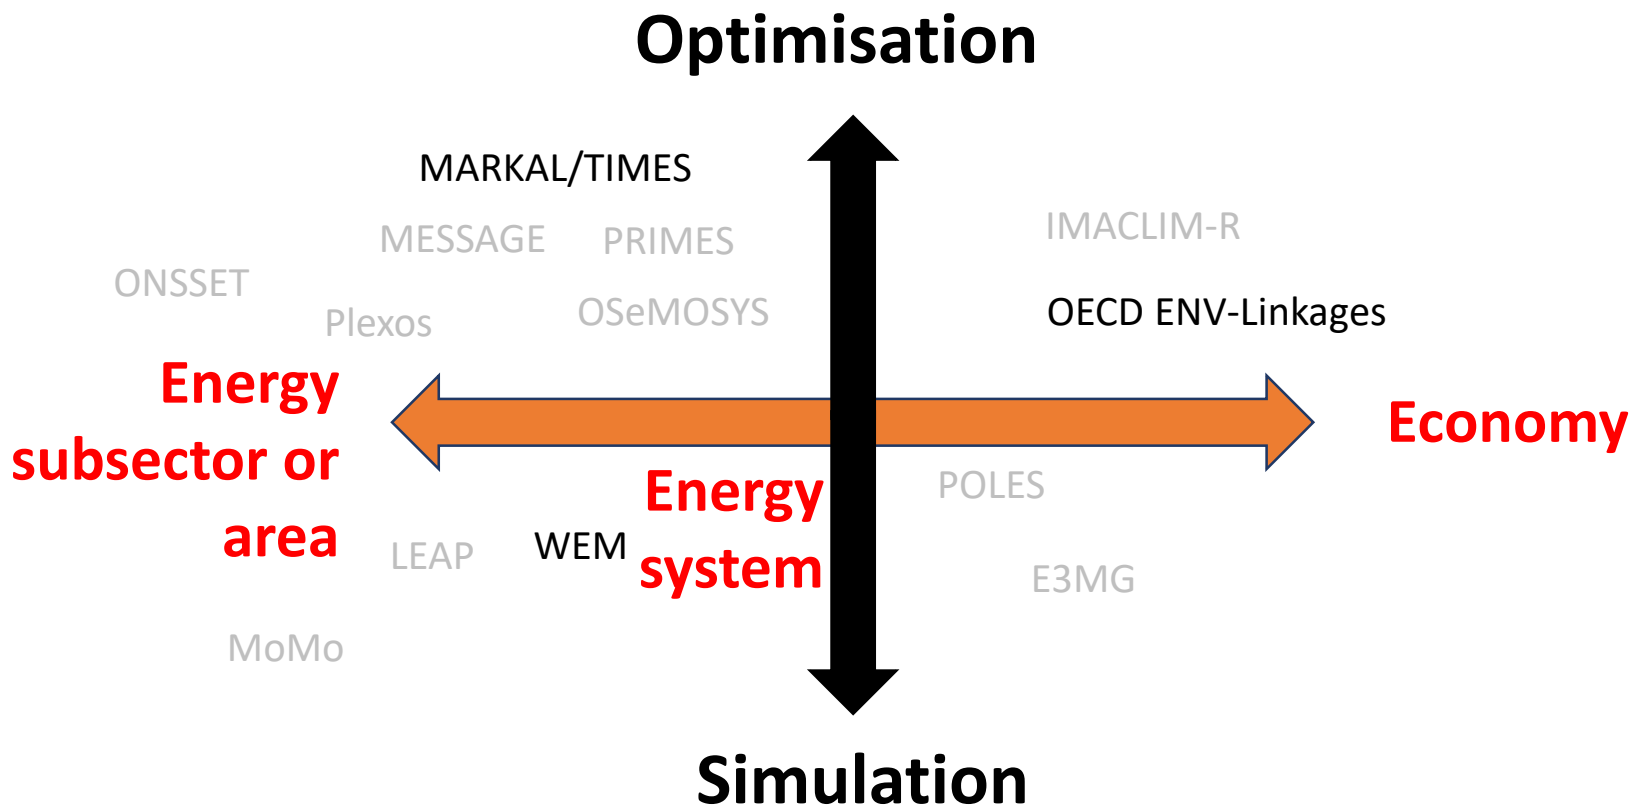 Optimisation
MARKAL/TIMES
MESSAGE
PRIMES
IMACLIM-R
ONSSET
Plexos
OSeMOSYS
OECD ENV-Linkages
Energy
subsector or
area
Economy
Energy
system
POLES
LEAP
WEM
E3MG
MoMo
Simulation